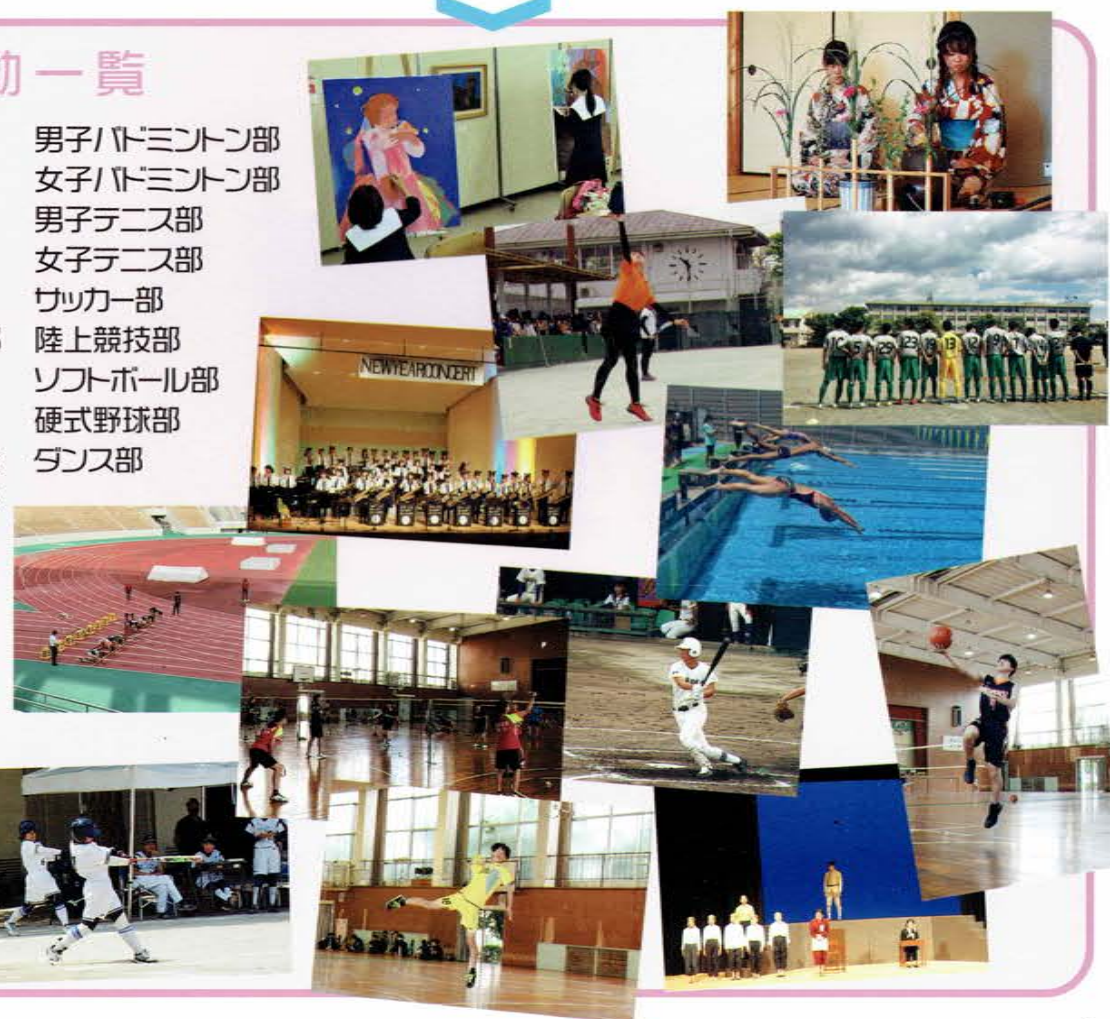 一覧
男子バドミントン部
女子バドミントン部
男子テニス部
女子テニス部
サッカー部
陸上競技部
ソフトボール部
硬式野球部
ダンス部
NEWYEARCONCERT